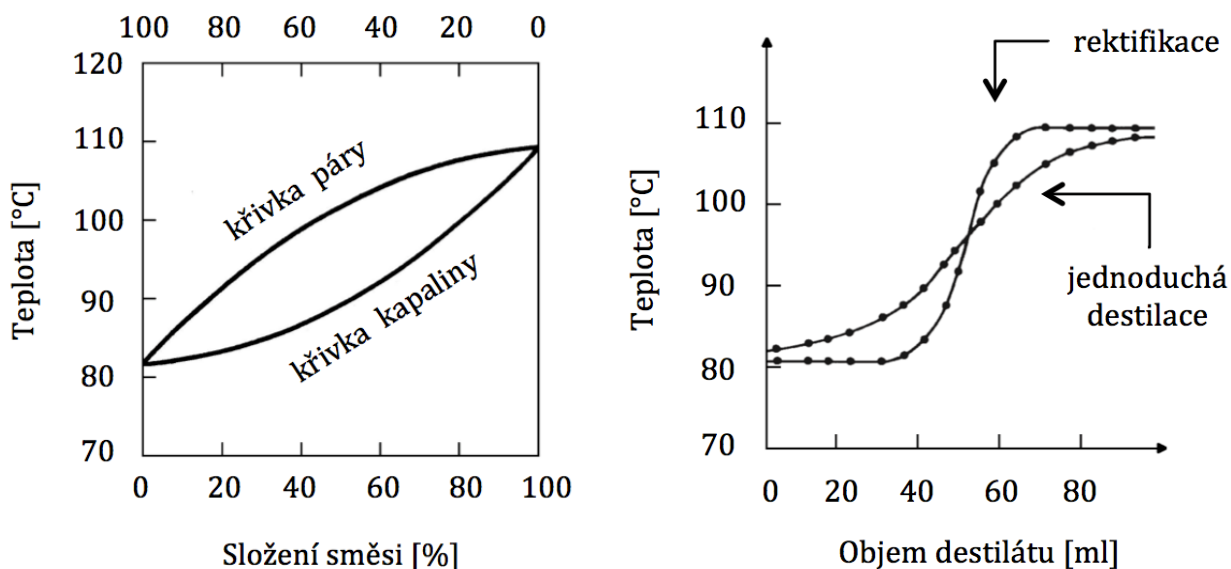 100 80 60 40 20 0
120
110
100
90
80
70
Teplota [°C]
křivka páry
křivka kapaliny
0 20 40 60 80 100
Složení směsi [%]
rektifikace
110
100
90
80
70
Teplota [°C]
jednoduchá
destilace
0 20 40 60 80
Objem destilátu [ml]